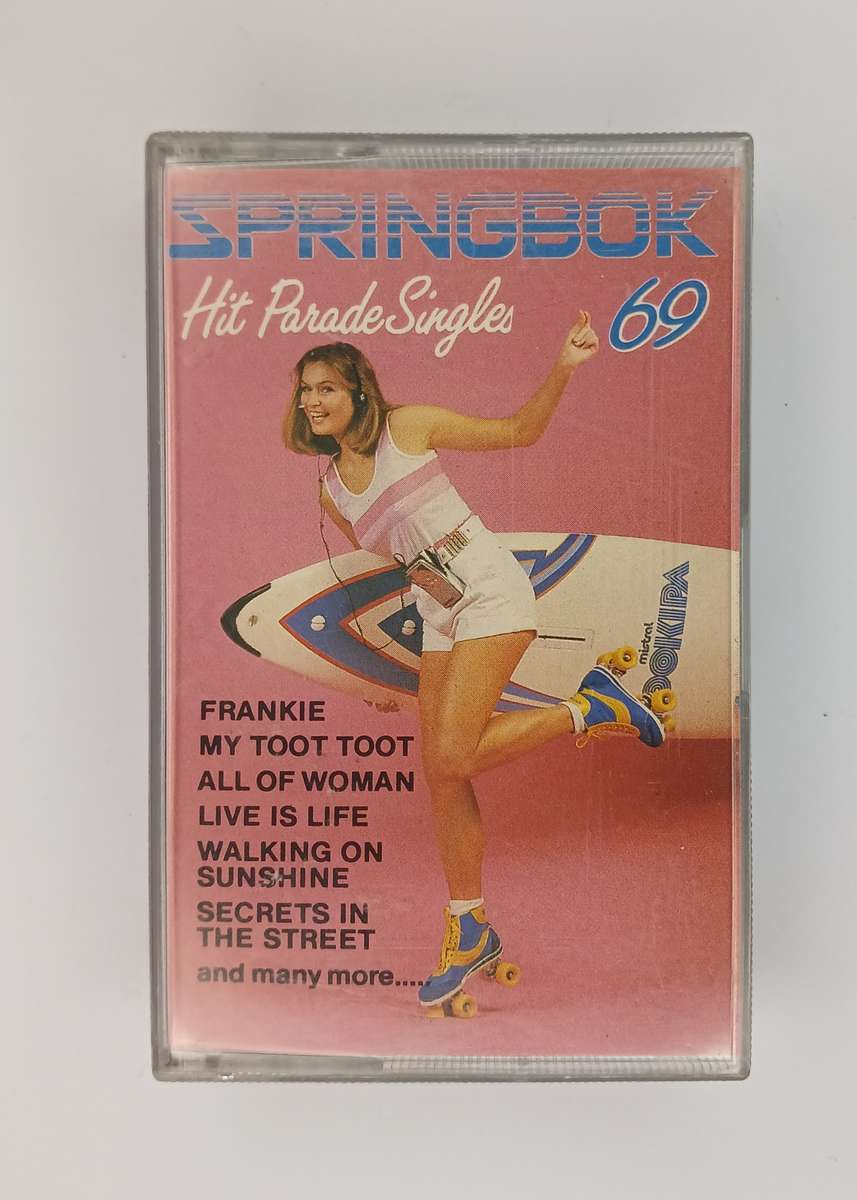 SPRINGBOK
Hit Parade Singles 69
FRANKIE
MY TOOT TOOT
ALL OF WOMAN
LIVE IS LIFE
WALKING ON
SUNSHINE
SECRETS IN
THE STREET
and many more.....
mistral